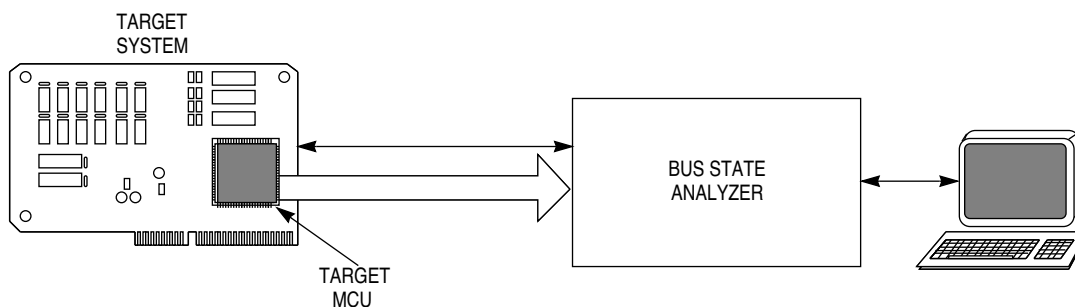 TARGET
SYSTEM
BUS STATE
ANALYZER
TARGET
MCU